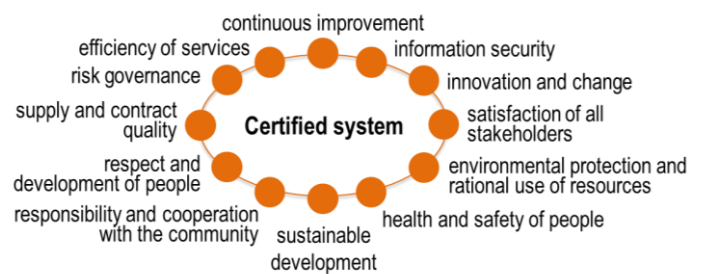 continuous improvement
efficiency of services
information security
risk governance
innovation and change
supply and contract
quality
Certified system
satisfaction of all
stakeholders
respect and
development of people
environmental protection and
rational use of resources
responsibility and cooperation
with the community
health and safety of people
sustainable
development